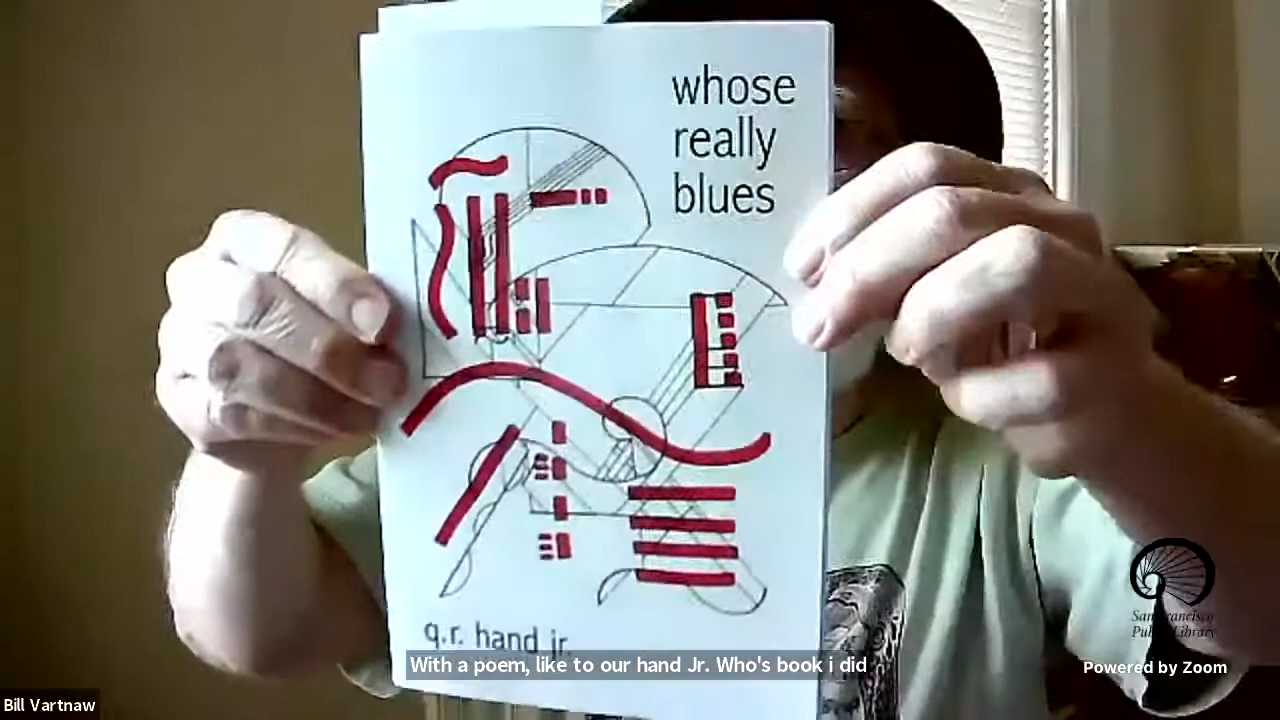 whose
really
blues
q.r. hand jr.
With a poem, like to our hand Jr. Who's book i did
San Francisco
Public Library
Powered by Zoom
Bill Vartnaw